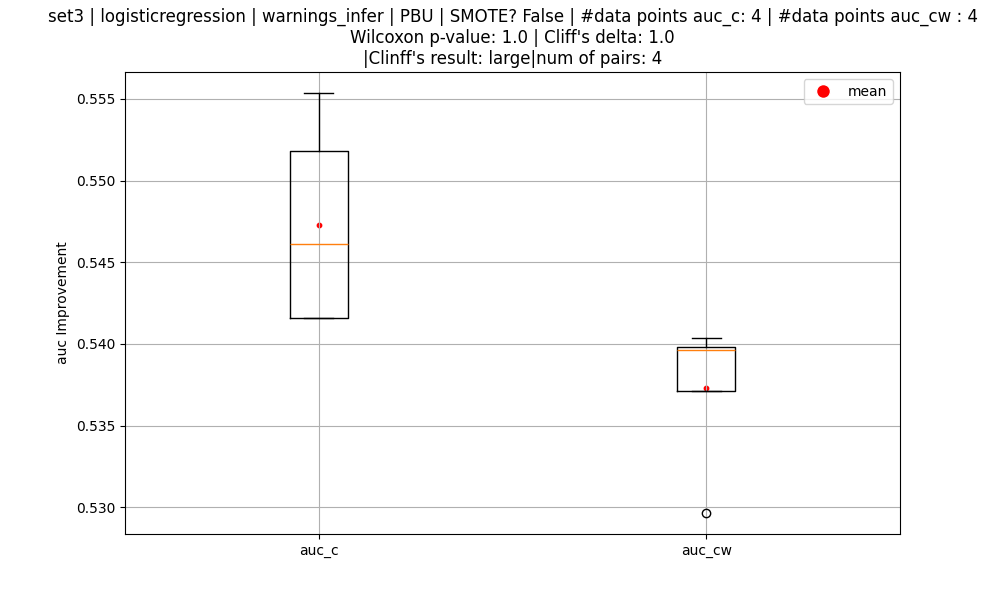 set3 | logisticregression | warnings_infer | PBU | SMOTE? False | #data points auc_c: 4 | #data points auc_cw : 4
Wilcoxon p-value: 1.0 | Cliff's delta: 1.0
|Clinff's result: large|num of pairs: 4
mean
0.555
0.550
0.545
0.540
0.535
0.530
auc Improvement
auc_c
auc_cw